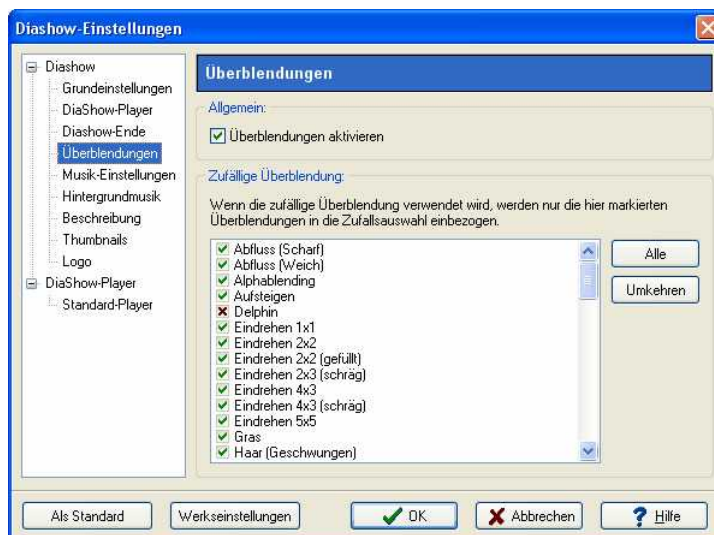 Diashow-Einstellungen
Diashow
Grundeinstellungen
DiaShow-Player
Diashow-Ende
Überblendungen
Musik-Einstellungen
Hintergrundmusik
Beschreibung
Thumbnails
Logo
DiaShow-Player
Standard-Player
Überblendungen
Allgemein:
Überblendungen aktivieren
Zufällige Überblendung:
Wenn die zufällige Überblendung verwendet wird, werden nur die hier markierten
Überblendungen in die Zufallsauswahl einbezogen.
Abfluss (Scharf)
Abfluss (Weich)
Alphablending
Aufsteigen
Delphin
Eindrehen 1x1
Eindrehen 2x2
Eindrehen 2x2 (gefüllt)
Eindrehen 2x3 (schräg)
Eindrehen 4x3
Eindrehen 4x3 (schräg)
Eindrehen 5x5
Gras
Haar (Geschwungen)
Alle
Umkehren
Als Standard
Werkseinstellungen
OK
Abbrechen
Hilfe